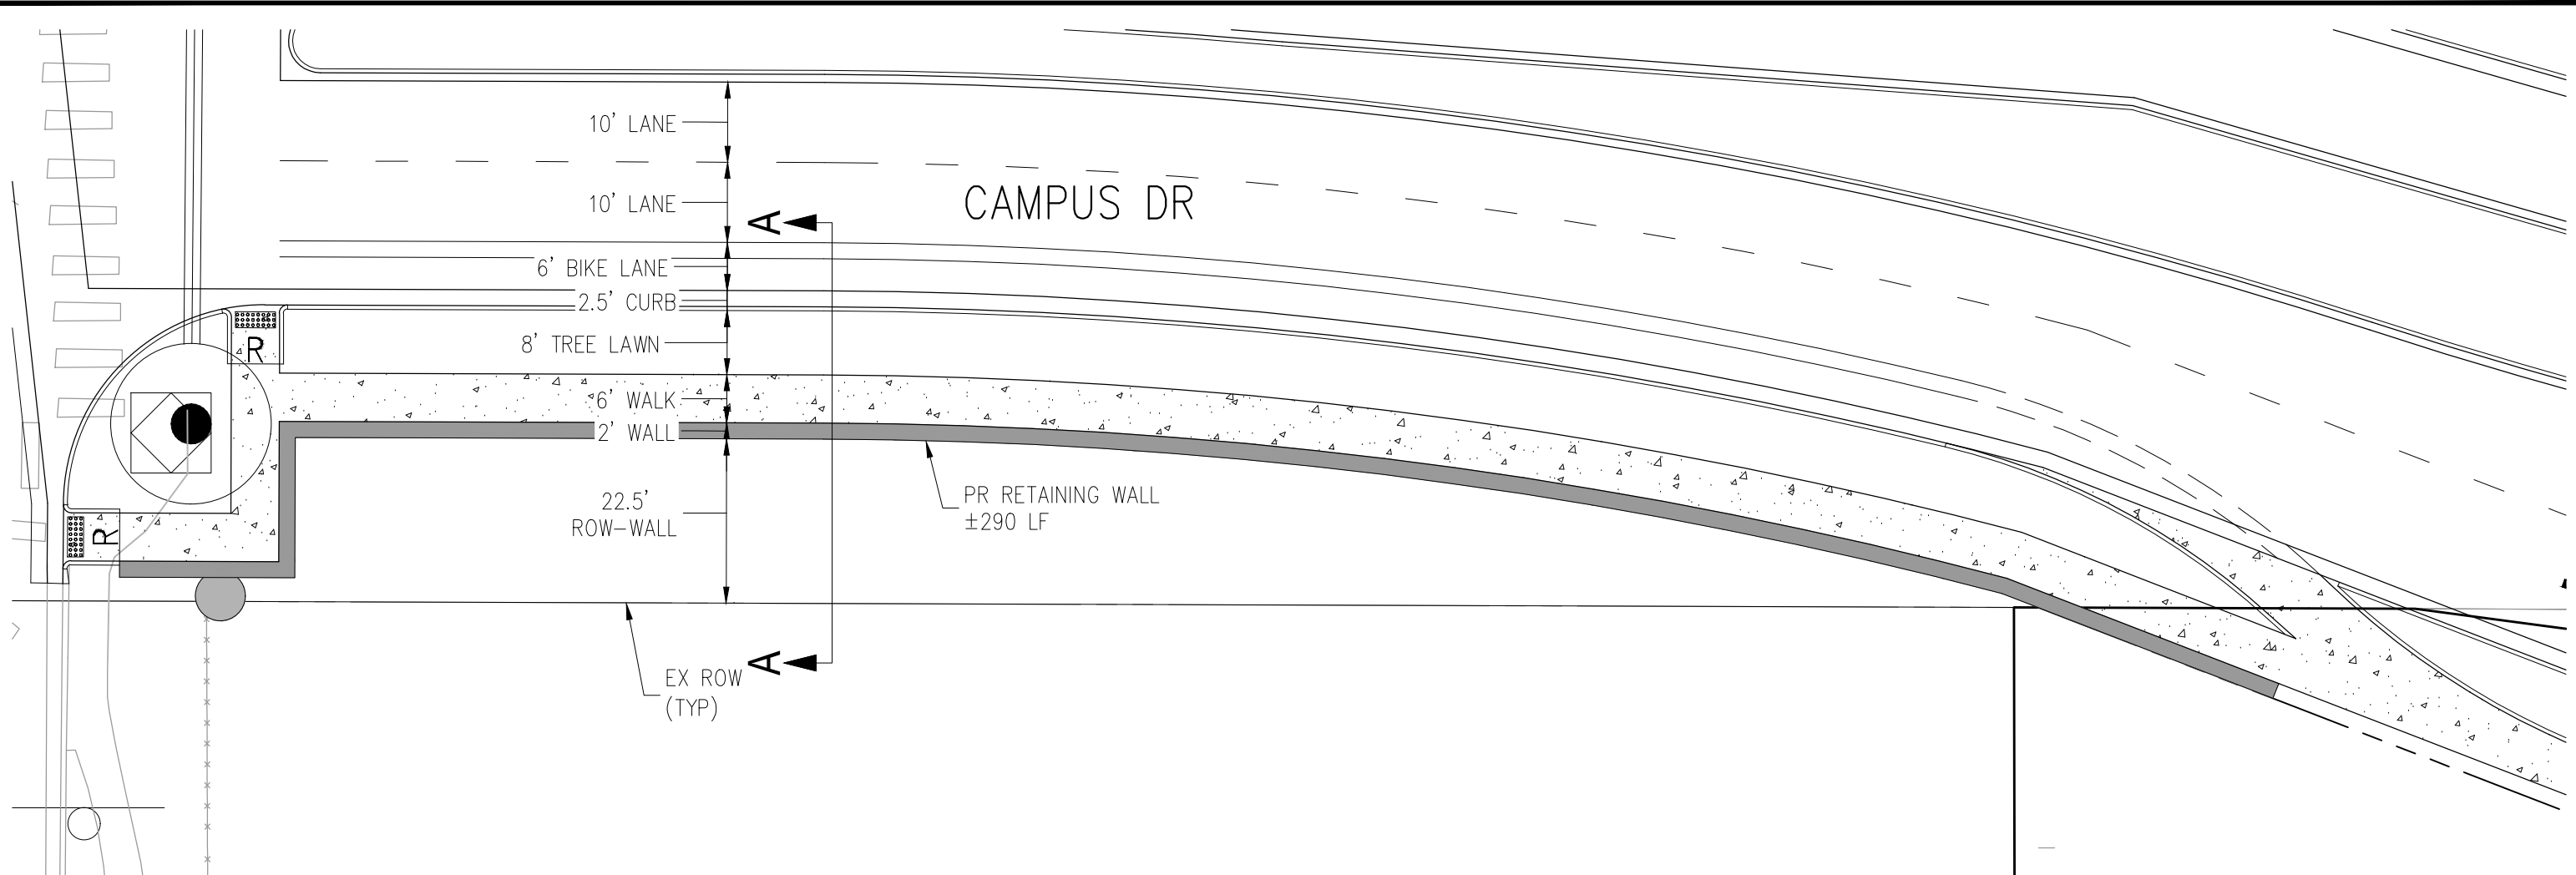 10' LANE
10' LANE
CAMPUS DR
A
6' BIKE LANE
2.5' CURB
8' TREE LAWN
R
6' WALK
2' WALL
22.5'
ROW-WALL
PR RETAINING WALL
±290 LF
R
EX ROW
(TYP)
A